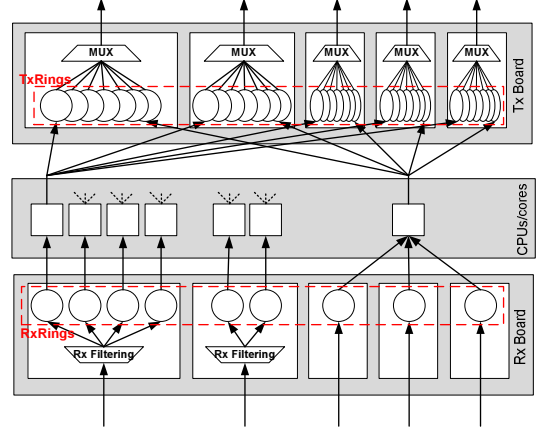 MUX
MUX
MUX
MUX
MUX
TxRings
Tx Board
CPUs/cores
RxRings
Rx Filtering
Rx Filtering
Rx Board